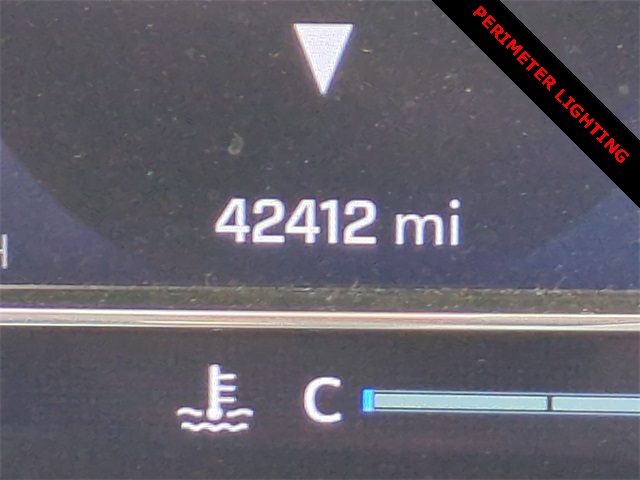 PERIMETER LIGHTING
42412 mi
H
C